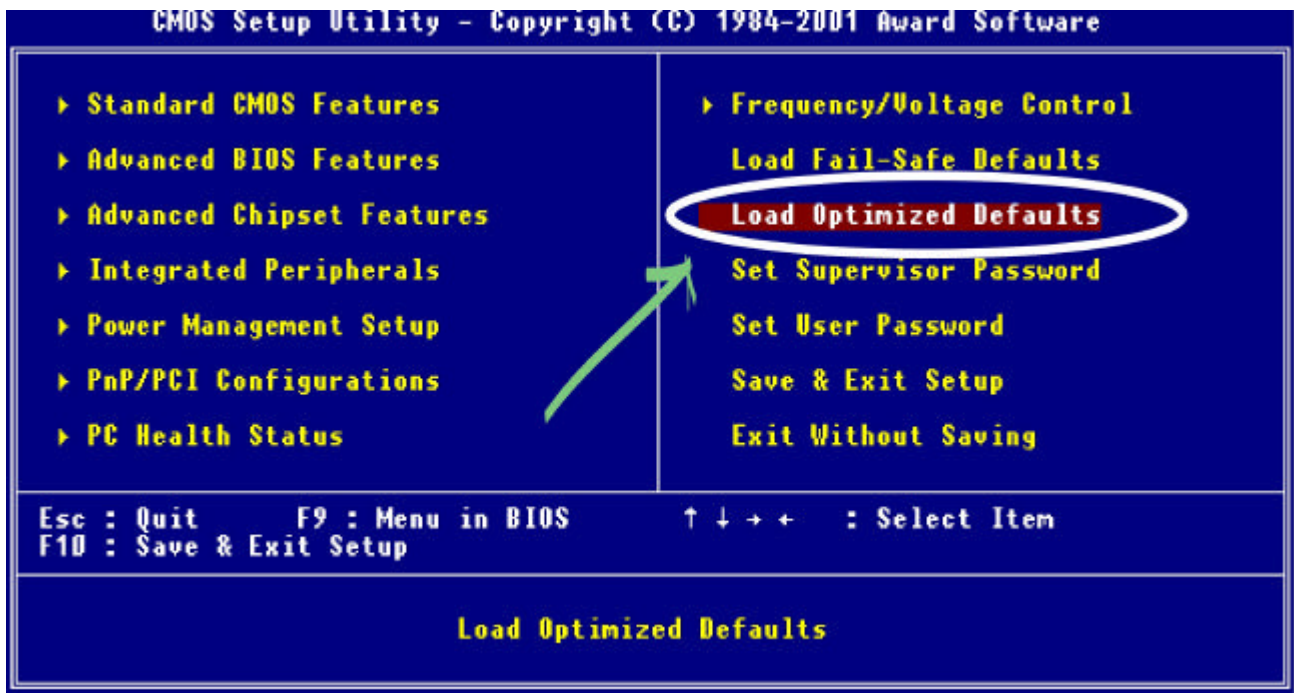 CMOS Setup Utility - Copyright (C) 1984-2001 Award Software
▸ Standard CMOS Features
▸ Advanced BIOS Features
▸ Advanced Chipset Features
▸ Integrated Peripherals
▸ Power Management Setup
▸ PnP/PCI Configurations
▸ PC Health Status
▸ Frequency/Voltage Control
Load Fail-Safe Defaults
Load Optimized Defaults
Set Supervisor Password
Set User Password
Save & Exit Setup
Exit Without Saving
Esc : Quit F9 : Menu in BIOS ↑ ↓ → ← : Select Item
F10 : Save & Exit Setup
Load Optimized Defaults